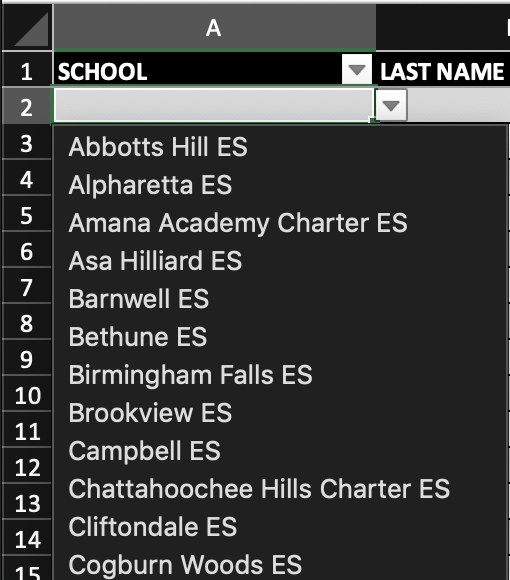 A
1 SCHOOL LAST NAME
2
3 Abbotts Hill ES
4 Alpharetta ES
5 Amana Academy Charter ES
6 Asa Hilliard ES
7 Barnwell ES
8 Bethune ES
9 Birmingham Falls ES
10 Brookview ES
11 Campbell ES
12 Chattahoochee Hills Charter ES
13
14 Cliftondale ES
15 Cogburn Woods ES